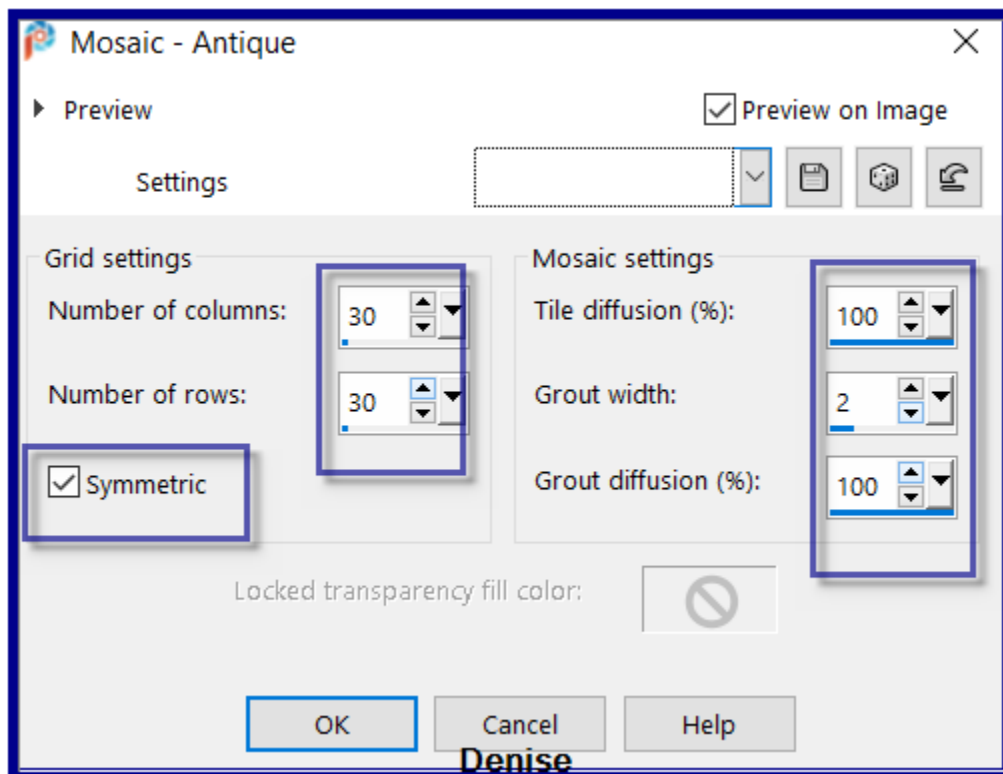 Mosaic - Antique
Preview
Preview on Image
Settings
Grid settings
Number of columns: 30
Number of rows: 30
Symmetric
Mosaic settings
Tile diffusion (%): 100
Grout width: 2
Grout diffusion (%): 100
Locked transparency fill color:
OK Cancel Help
Denise